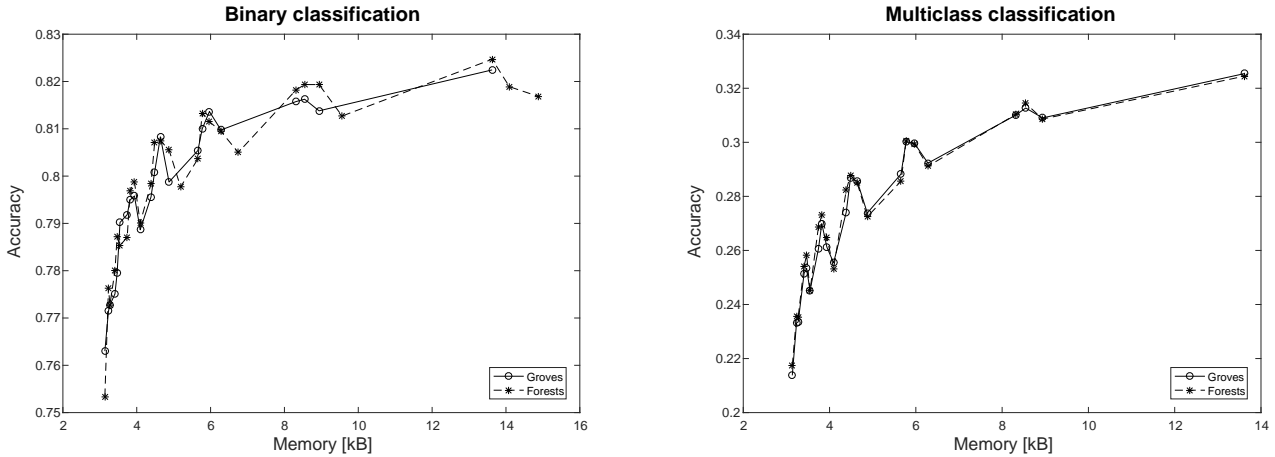 Binary classification
0.83
0.82
0.81
0.8
0.79
0.78
0.77
0.76
0.75
Accuracy
2 4 6 8 10 12 14 16
Memory [kB]
Groves
Forests
Multiclass classification
0.34
0.32
0.3
0.28
0.26
0.24
0.22
0.2
Accuracy
2 4 6 8 10 12 14
Memory [kB]
Groves
Forests